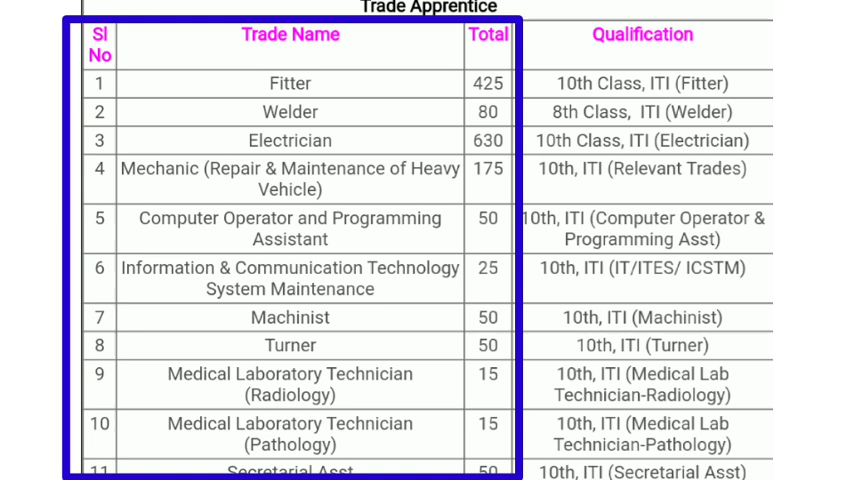 Trade Apprentice
Sl No Trade Name Total Qualification
1 Fitter 425 10th Class, ITI (Fitter)
2 Welder 80 8th Class, ITI (Welder)
3 Electrician 630 10th Class, ITI (Electrician)
4 Mechanic (Repair & Maintenance of Heavy Vehicle) 175 10th, ITI (Relevant Trades)
5 Computer Operator and Programming Assistant 50 10th, ITI (Computer Operator & Programming Asst)
6 Information & Communication Technology System Maintenance 25 10th, ITI (IT/ITES/ ICSTM)
7 Machinist 50 10th, ITI (Machinist)
8 Turner 50 10th, ITI (Turner)
9 Medical Laboratory Technician (Radiology) 15 10th, ITI (Medical Lab Technician-Radiology)
10 Medical Laboratory Technician (Pathology) 15 10th, ITI (Medical Lab Technician-Pathology)
11 Secretarial Asst 50 10th, ITI (Secretarial Asst)